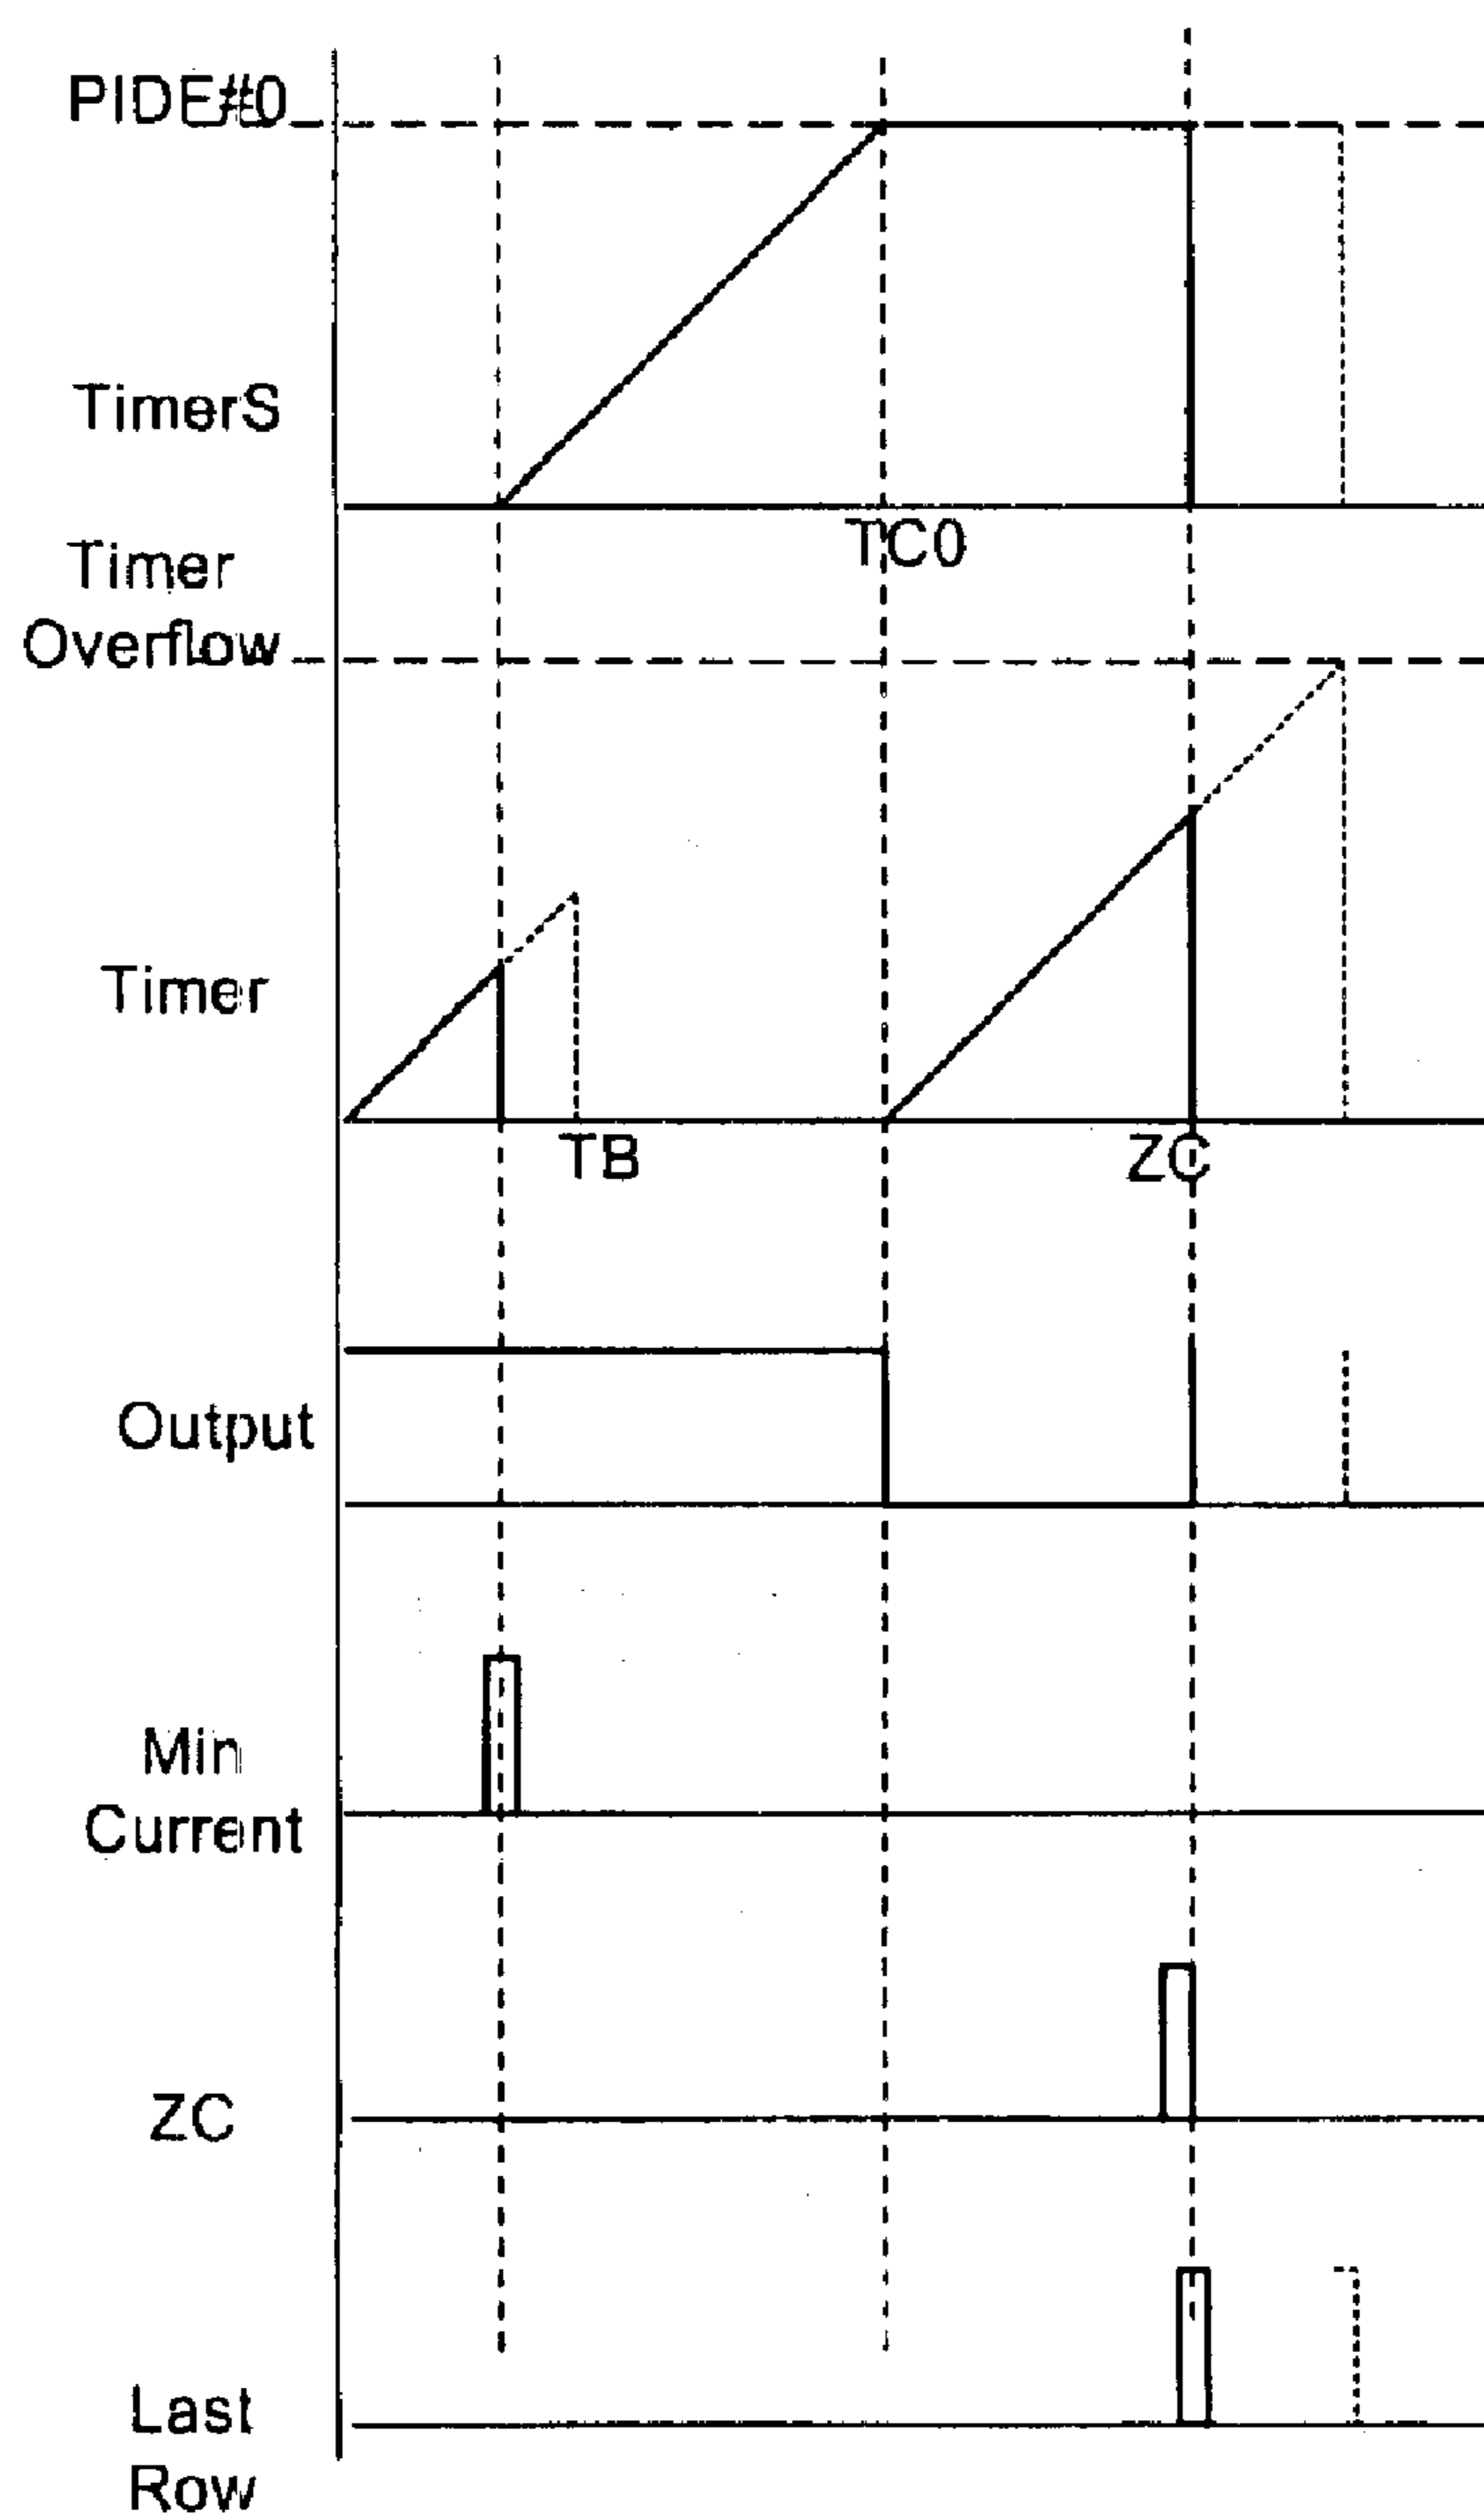 PIDE#0
TimerS
TC0
Timer
Overflow
Timer
TB
ZC
Output
Min
Current
ZC
Last
Row